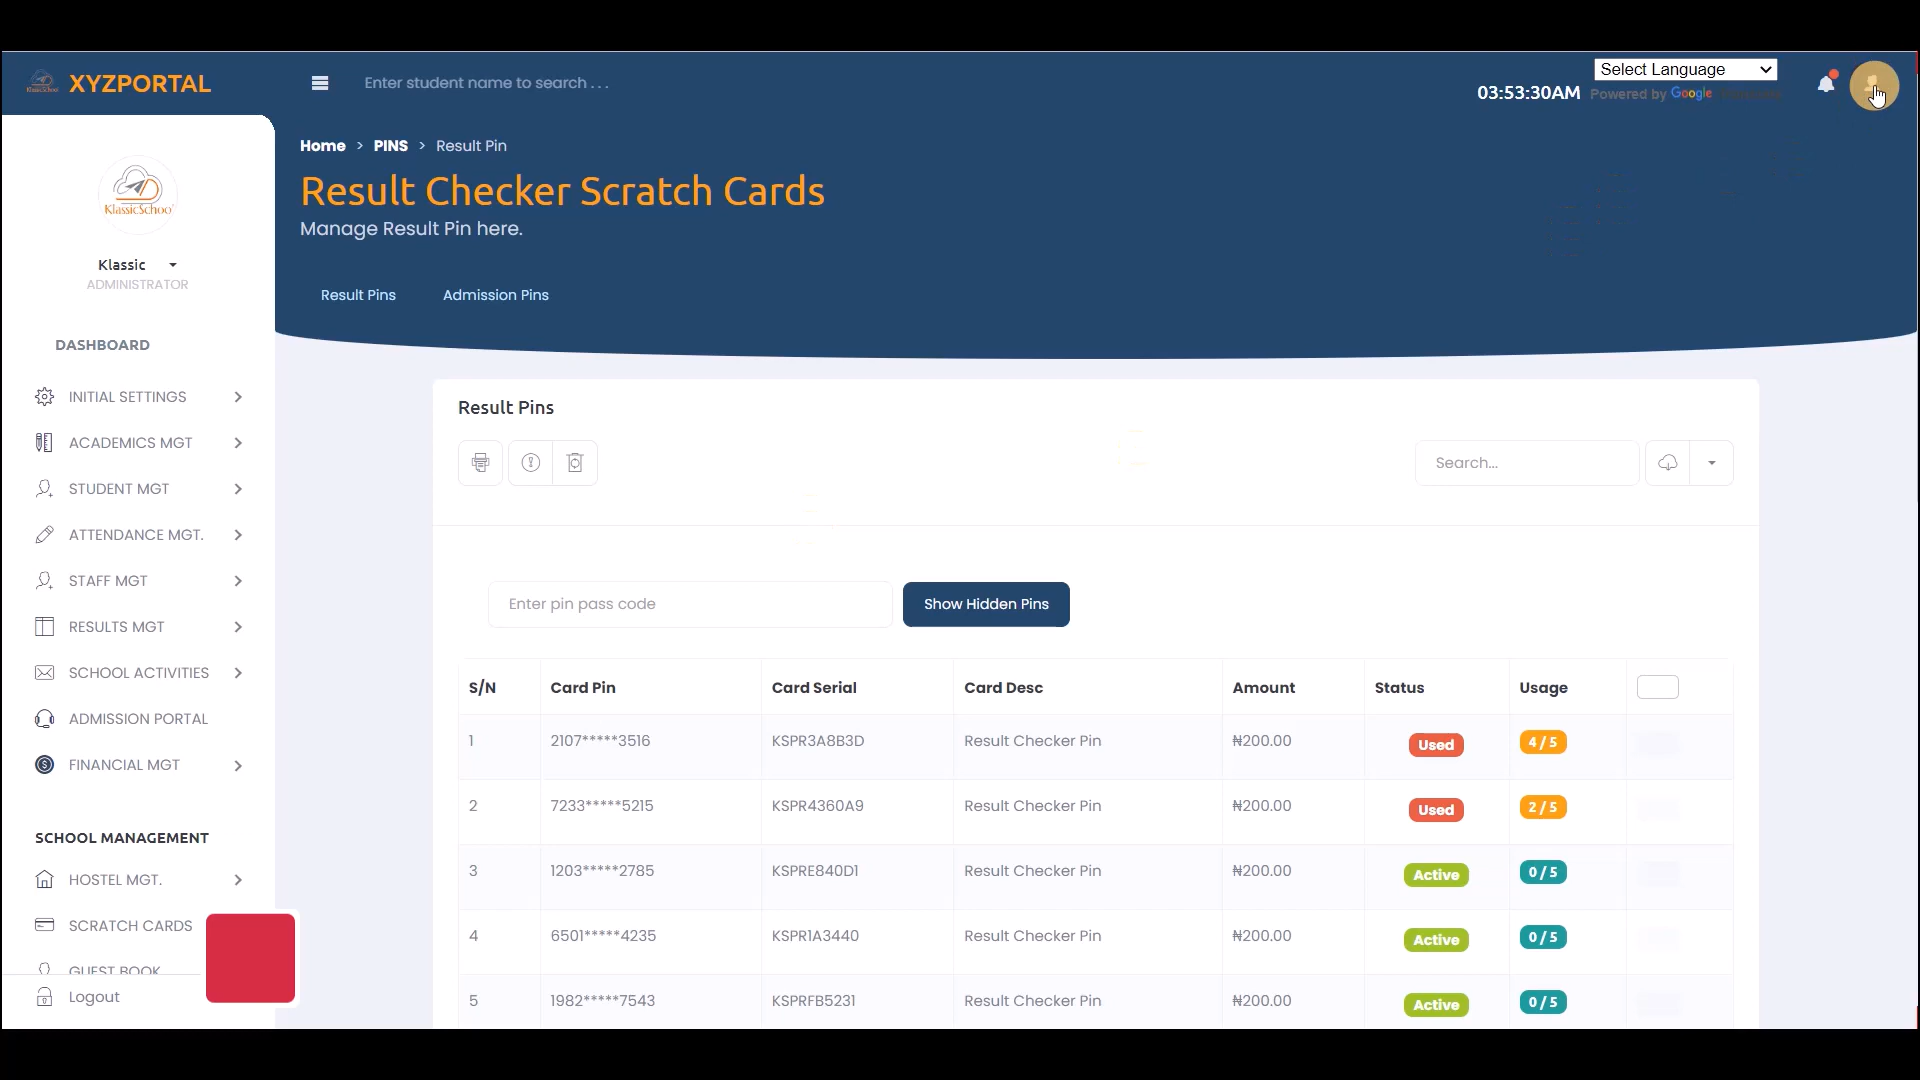 XYZPORTAL
Enter student name to search . . .
03:53:30AM
Select Language
Powered by Google
Home > PINS > Result Pin
Result Checker Scratch Cards
Manage Result Pin here.
Result Pins
Admission Pins
KlassicSchool
Klassic
ADMINISTRATOR
DASHBOARD
INITIAL SETTINGS
ACADEMICS MGT
STUDENT MGT
ATTENDANCE MGT.
STAFF MGT
RESULTS MGT
SCHOOL ACTIVITIES
ADMISSION PORTAL
FINANCIAL MGT
SCHOOL MANAGEMENT
HOSTEL MGT.
SCRATCH CARDS
GUEST BOOK
Logout
Result Pins
Search...
Enter pin pass code
Show Hidden Pins
S/N Card Pin Card Serial Card Desc Amount Status Usage
1 2107*****3516 KSPR3A8B3D Result Checker Pin ₦200.00 Used 4 / 5
2 7233*****5215 KSPR4360A9 Result Checker Pin ₦200.00 Used 2 / 5
3 1203*****2785 KSPRE840D1 Result Checker Pin ₦200.00 Active 0 / 5
4 6501*****4235 KSPR1A3440 Result Checker Pin ₦200.00 Active 0 / 5
5 1982*****7543 KSPRFB5231 Result Checker Pin ₦200.00 Active 0 / 5